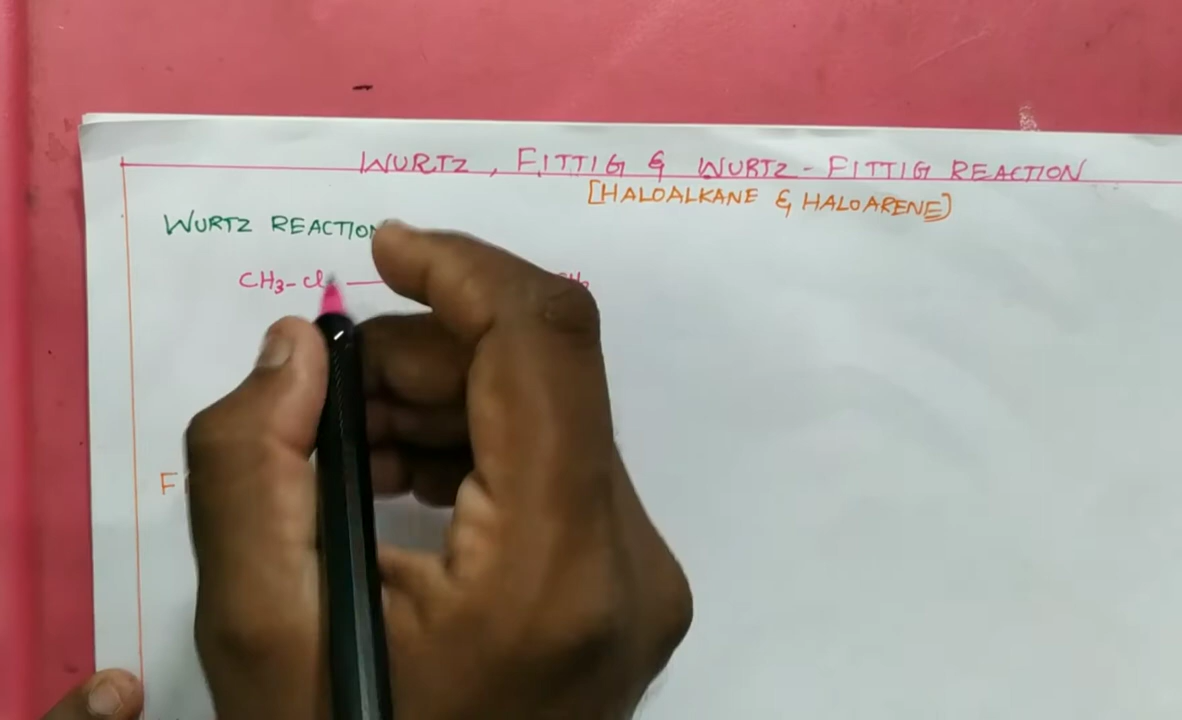 WURTZ, FITTIG & WURTZ - FITTIG REACTION
[HALOALKANE & HALOARENE]
WURTZ REACTION
CH3-Cl